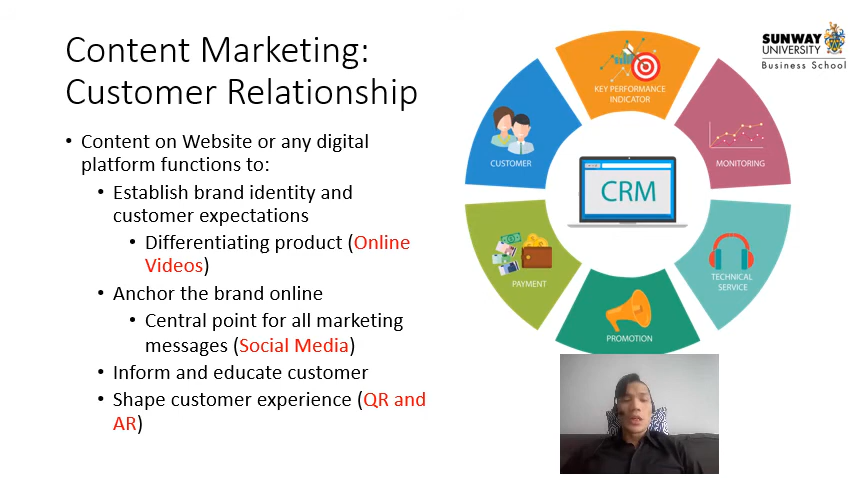 Content Marketing:
Customer Relationship
• Content on Website or any digital
platform functions to:
• Establish brand identity and
customer expectations
• Differentiating product (Online
Videos)
• Anchor the brand online
• Central point for all marketing
messages (Social Media)
• Inform and educate customer
• Shape customer experience (QR and
AR)
KEY PERFORMANCE
INDICATOR
CUSTOMER
MONITORING
CRM
PAYMENT
TECHNICAL
SERVICE
PROMOTION
SUNWAY
UNIVERSITY
Business School